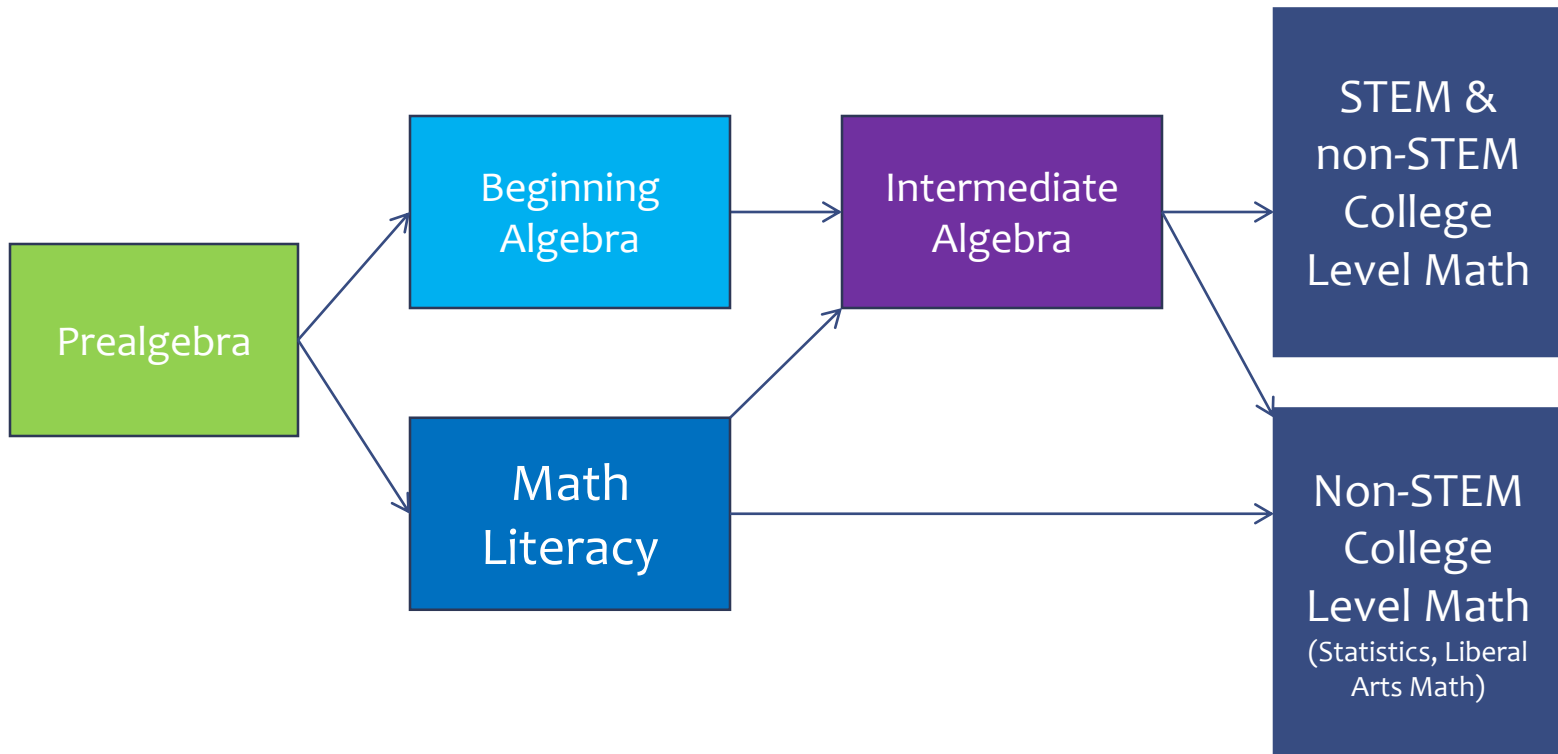 Prealgebra
Beginning
Algebra
Math
Literacy
Intermediate
Algebra
STEM &
non-STEM
College
Level Math
Non-STEM
College
Level Math
(Statistics, Liberal
Arts Math)